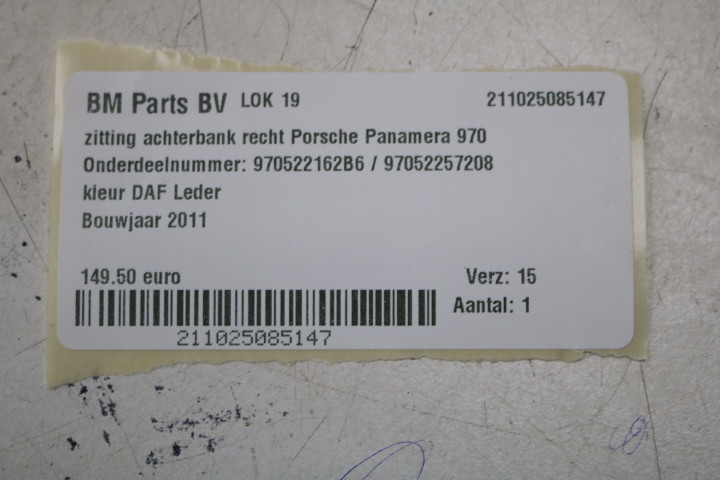 BM Parts BV LOK 19 211025085147
zitting achterbank recht Porsche Panamera 970
Onderdeelnummer: 970522162B6 / 97052257208
kleur DAF Leder
Bouwjaar 2011
149.50 euro Verz: 15
Aantal: 1
211025085147